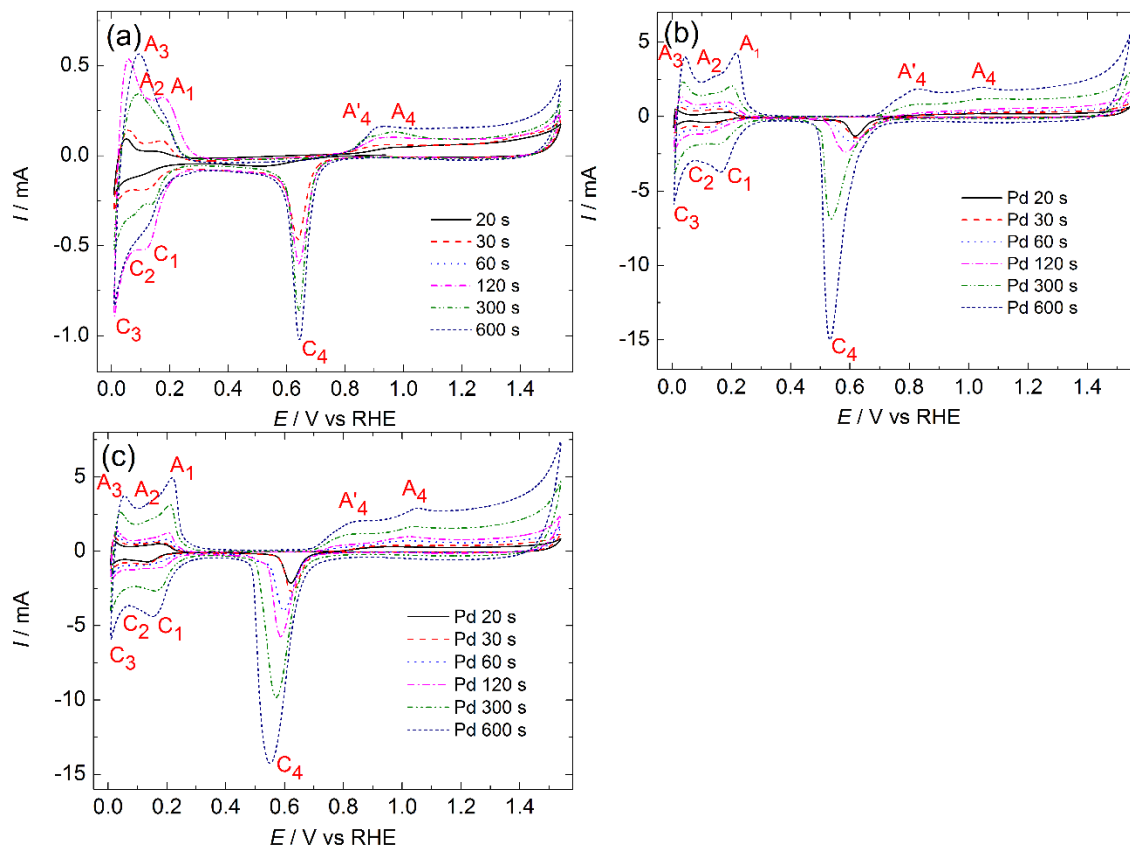 (a)
A3
A2 A1
A'4 A4
0.5
0.0
-0.5
-1.0
I / mA
C2 C1
C3
C4
20 s
30 s
60 s
120 s
300 s
600 s
0.0 0.2 0.4 0.6 0.8 1.0 1.2 1.4
E / V vs RHE
(b)
A3 A2 A1
A'4 A4
5
0
-5
-10
-15
I / mA
C2 C1
C3
C4
Pd 20 s
Pd 30 s
Pd 60 s
Pd 120 s
Pd 300 s
Pd 600 s
0.0 0.2 0.4 0.6 0.8 1.0 1.2 1.4
E / V vs RHE
(c)
A3 A2 A1
A'4 A4
5
0
-5
-10
-15
I / mA
C2 C1
C3
C4
Pd 20 s
Pd 30 s
Pd 60 s
Pd 120 s
Pd 300 s
Pd 600 s
0.0 0.2 0.4 0.6 0.8 1.0 1.2 1.4
E / V vs RHE